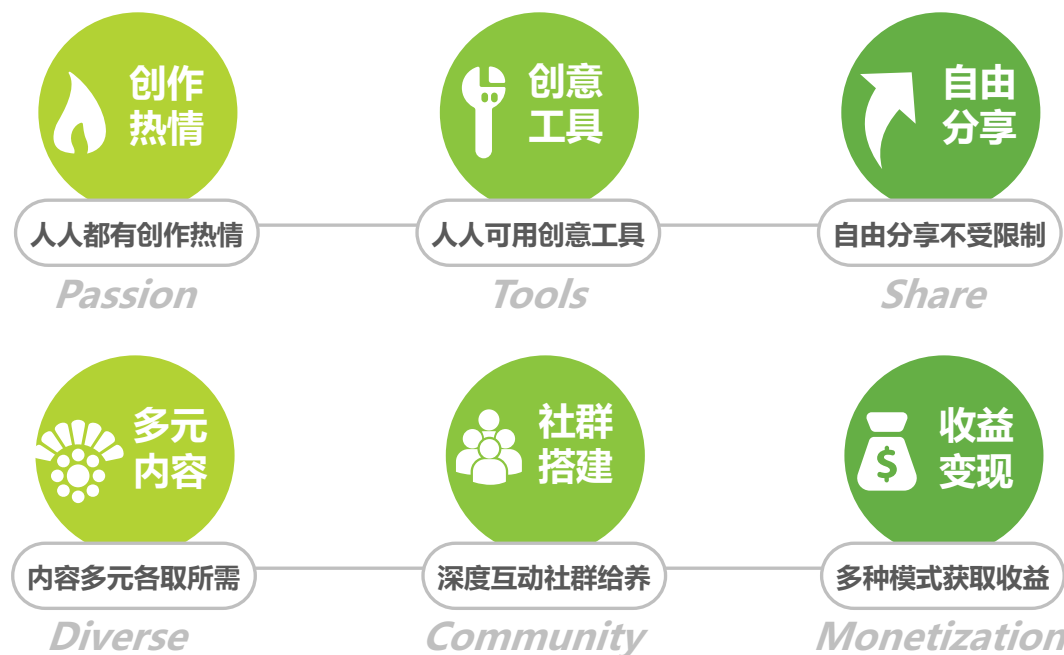 创作
热情
创意
工具
自由
分享
人人都有创作热情
人人可用创意工具
自由分享不受限制
Passion
Tools
Share
多元
内容
社群
搭建
$
收益
变现
内容多元各取所需
深度互动社群给养
多种模式获取收益
Diverse
Community
Monetization